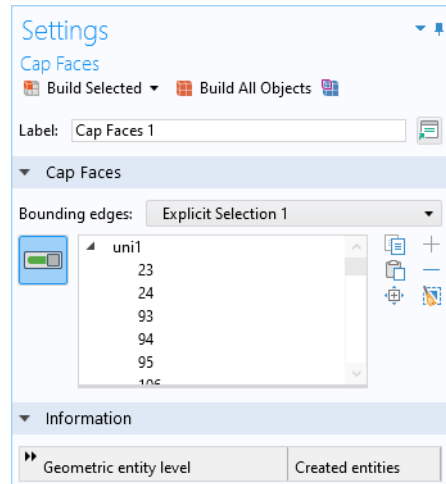 Settings
Cap Faces
Build Selected Build All Objects
Label: Cap Faces 1
Cap Faces
Bounding edges: Explicit Selection 1
uni1
23
24
93
94
95
106
Information
Geometric entity level Created entities